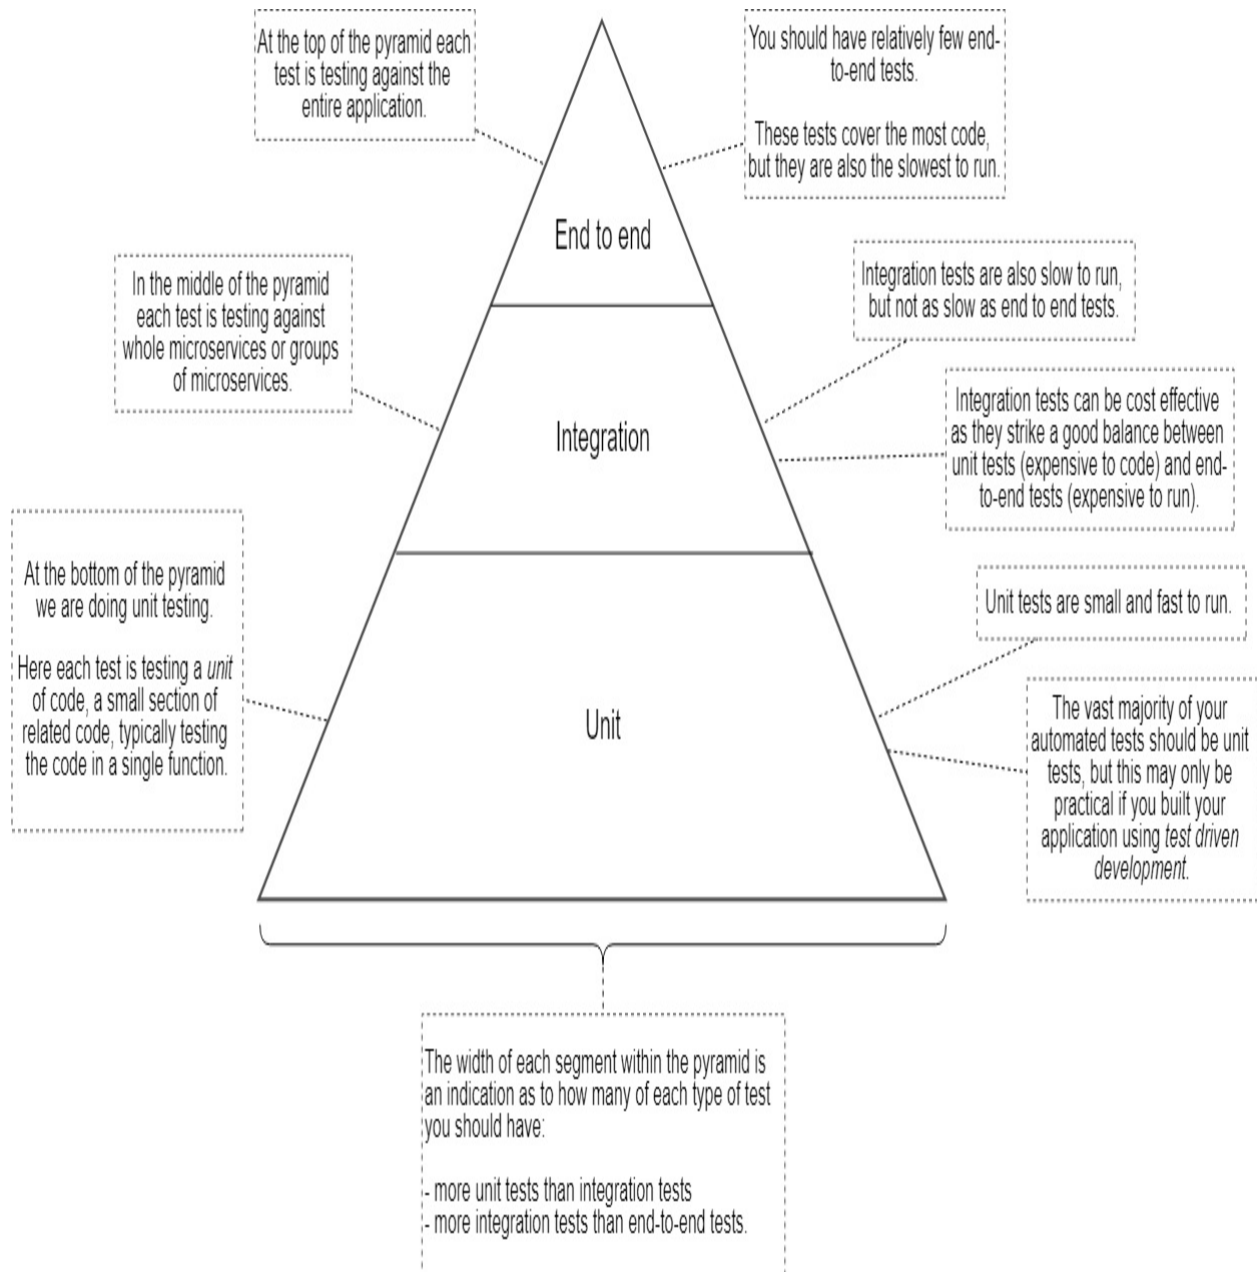 At the top of the pyramid each
test is testing against the
entire application.
You should have relatively few end-
to-end tests.
These tests cover the most code,
but they are also the slowest to run.
End to end
In the middle of the pyramid
each test is testing against
whole microservices or groups
of microservices.
Integration tests are also slow to run,
but not as slow as end to end tests.
Integration
Integration tests can be cost effective
as they strike a good balance between
unit tests (expensive to code) and end-
to-end tests (expensive to run).
At the bottom of the pyramid
we are doing unit testing.
Here each test is testing a unit
of code, a small section of
related code, typically testing
the code in a single function.
Unit
Unit tests are small and fast to run.
The vast majority of your
automated tests should be unit
tests, but this may only be
practical if you built your
application using test driven
development.
The width of each segment within the pyramid is
an indication as to how many of each type of test
you should have:
- more unit tests than integration tests
- more integration tests than end-to-end tests.